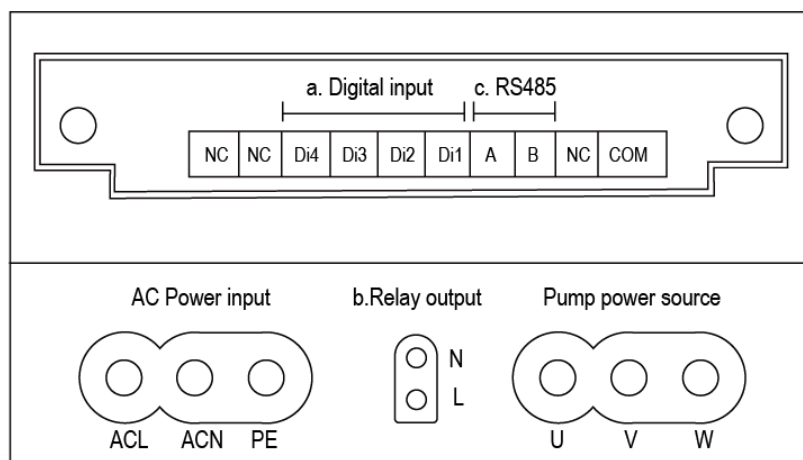 a. Digital input c. RS485
NC NC Di4 Di3 Di2 Di1 A B NC COM
AC Power input b.Relay output Pump power source
N
L
ACL ACN PE U V W